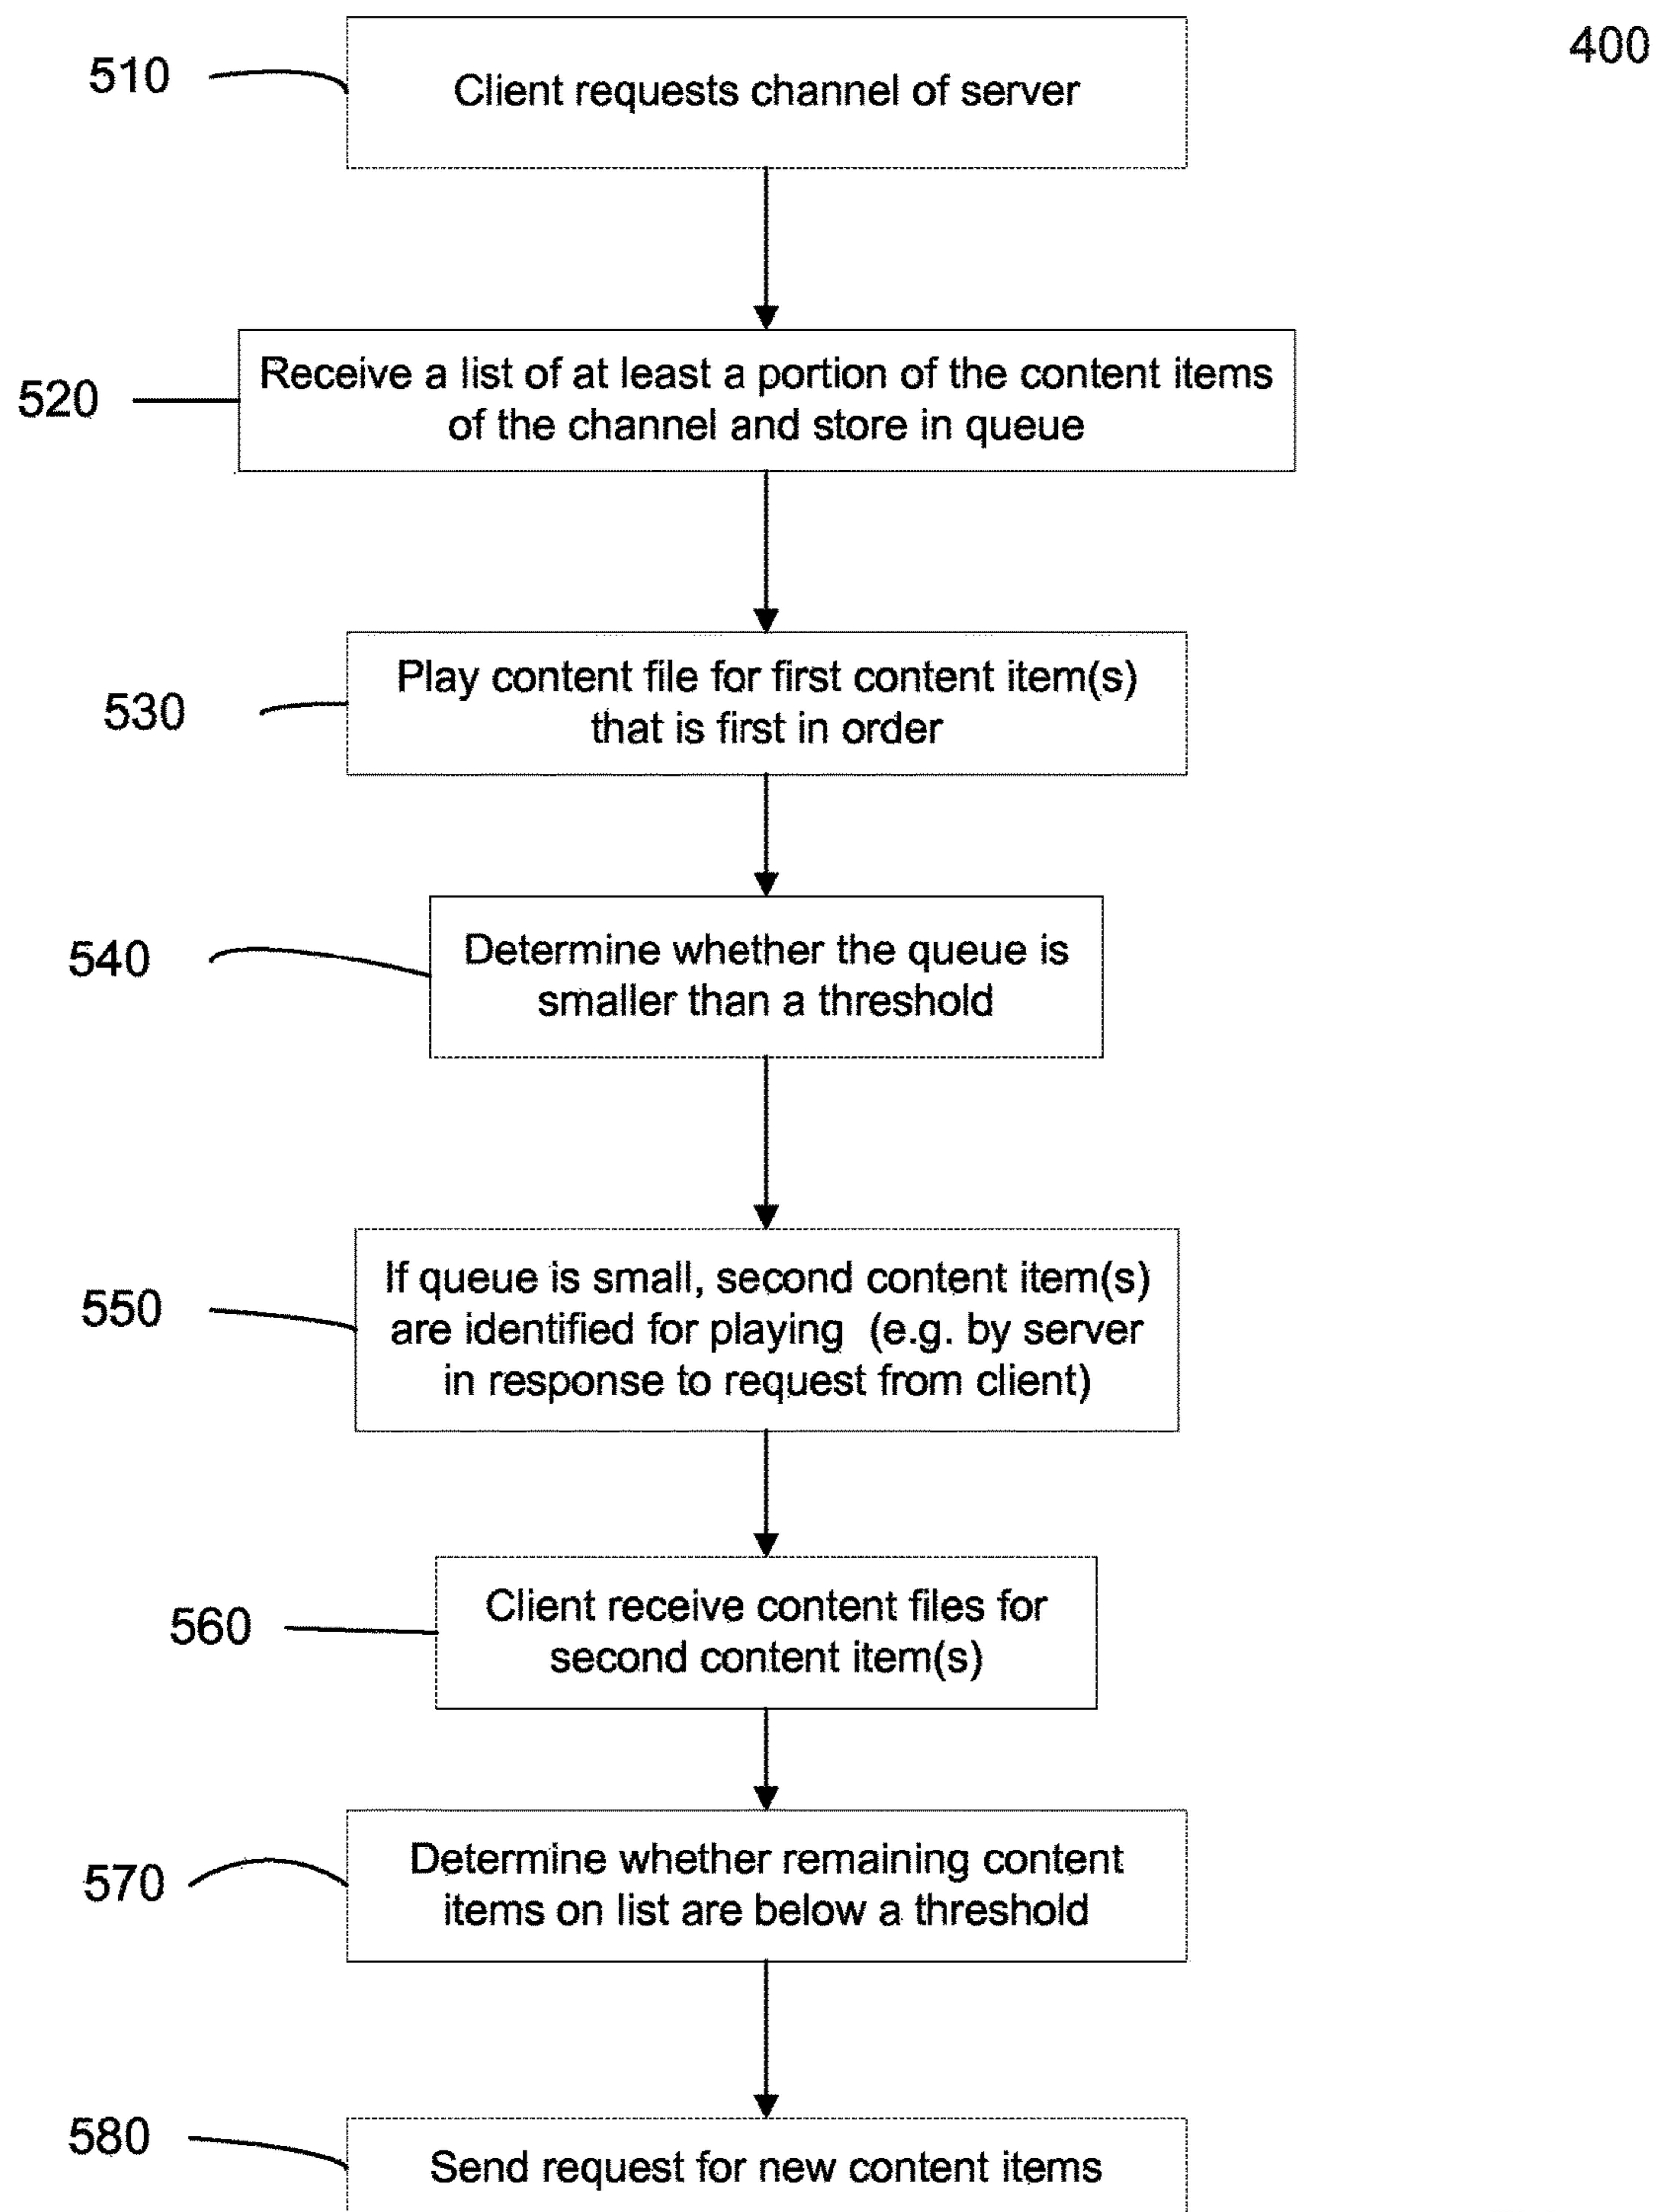 400
510
Client requests channel of server
520
Receive a list of at least a portion of the content items
of the channel and store in queue
530
Play content file for first content item(s)
that is first in order
540
Determine whether the queue is
smaller than a threshold
550
If queue is small, second content item(s)
are identified for playing (e.g. by server
in response to request from client)
560
Client receive content files for
second content item(s)
570
Determine whether remaining content
items on list are below a threshold
580
Send request for new content items